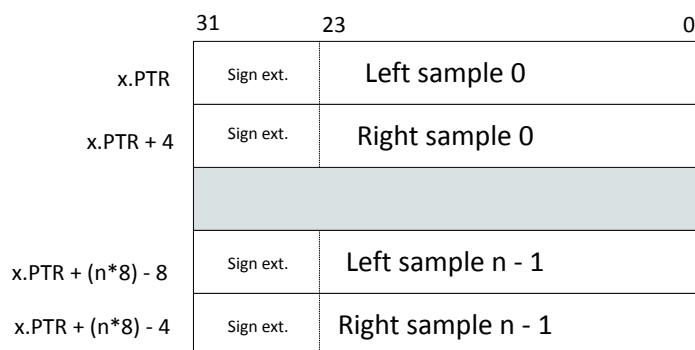 31 23 0
x.PTR Sign ext. Left sample 0
x.PTR + 4 Sign ext. Right sample 0
x.PTR + (n*8) - 8 Sign ext. Left sample n - 1
x.PTR + (n*8) - 4 Sign ext. Right sample n - 1